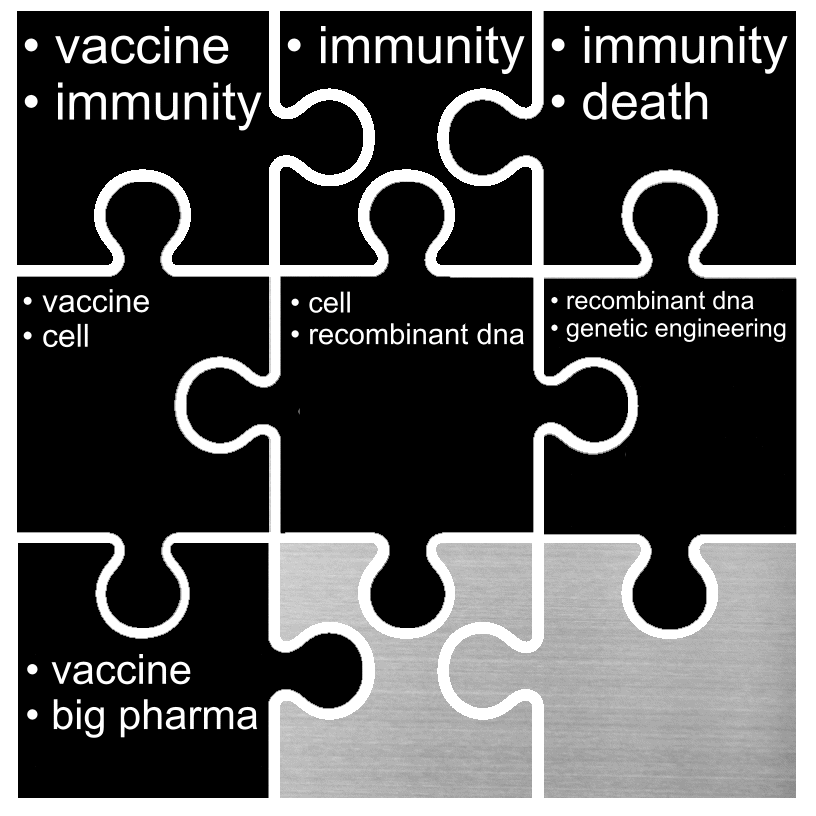 • vaccine
• immunity
• immunity
• immunity
• death
• vaccine
• cell
• cell
• recombinant dna
• recombinant dna
• genetic engineering
• vaccine
• big pharma